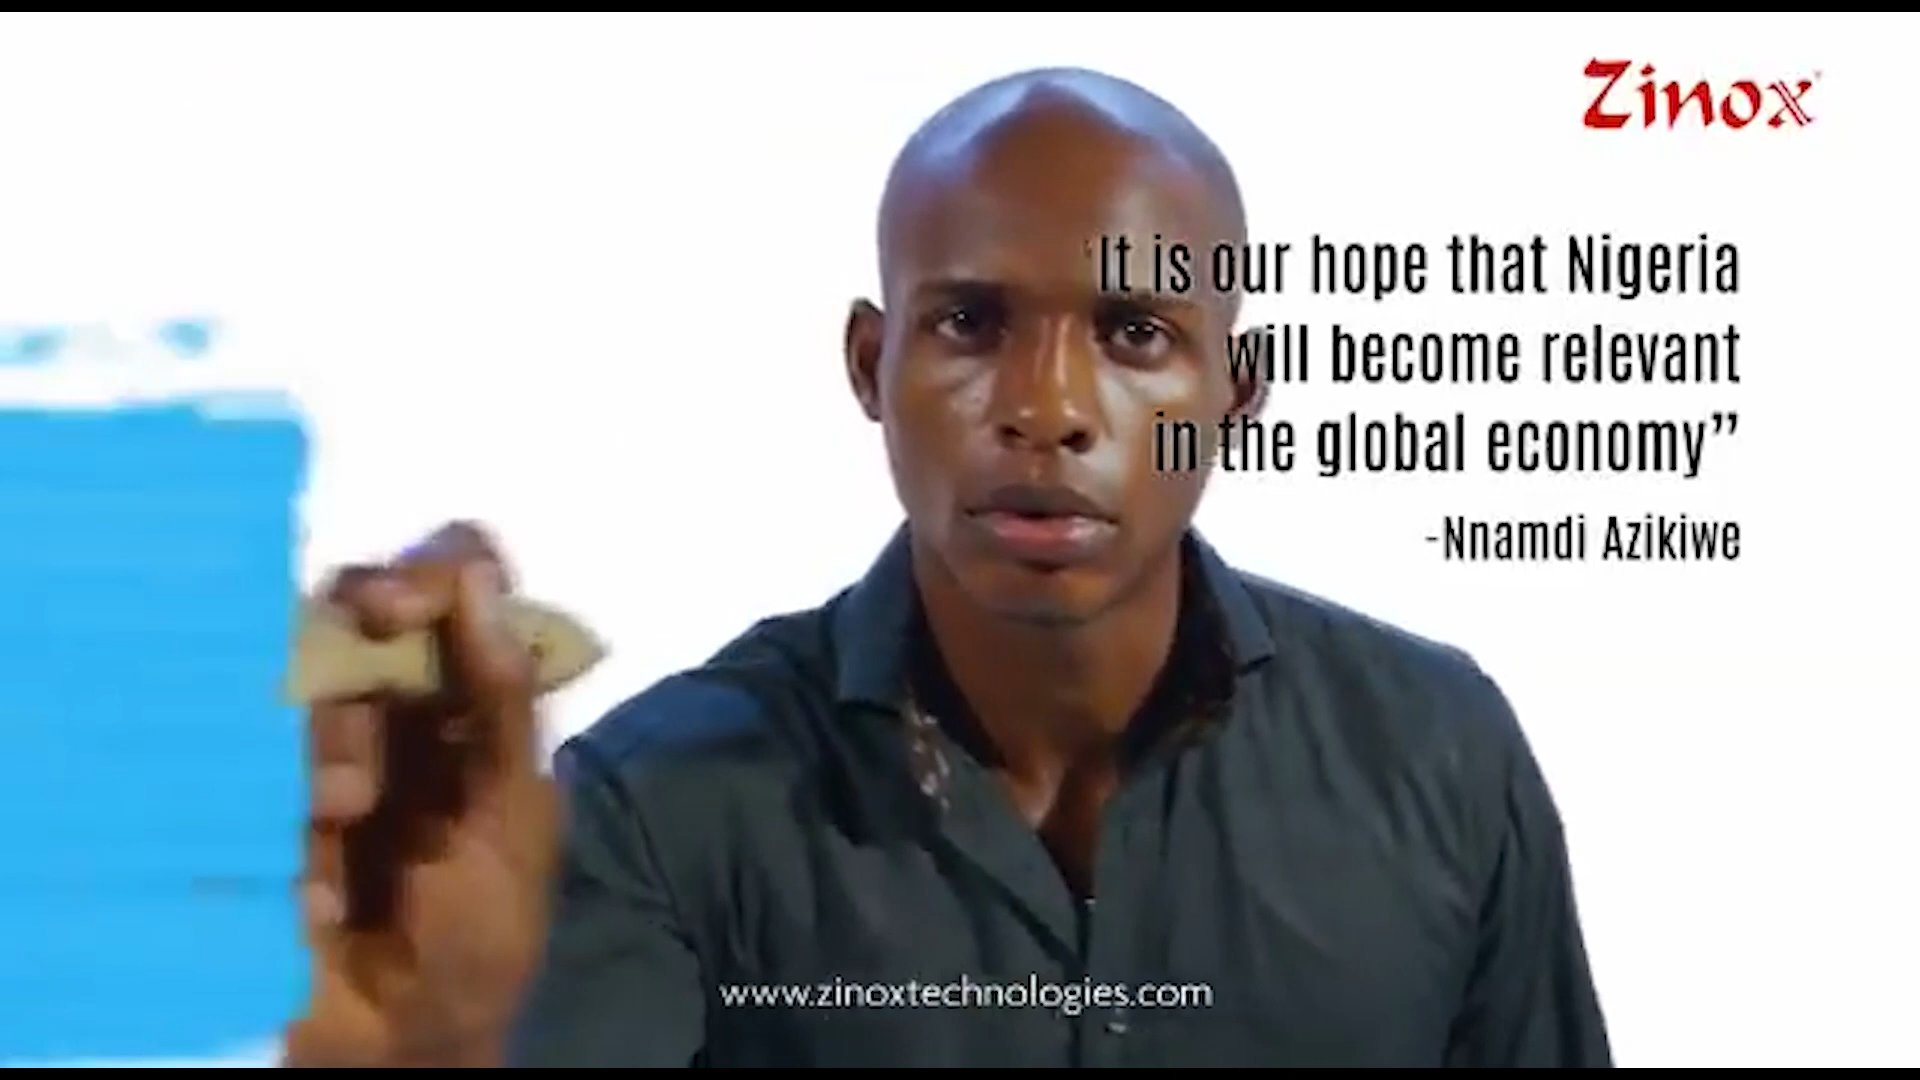 Zinox
"It is our hope that Nigeria
will become relevant
in the global economy”
-Nnamdi Azikiwe
www.zinoxtechnologies.com